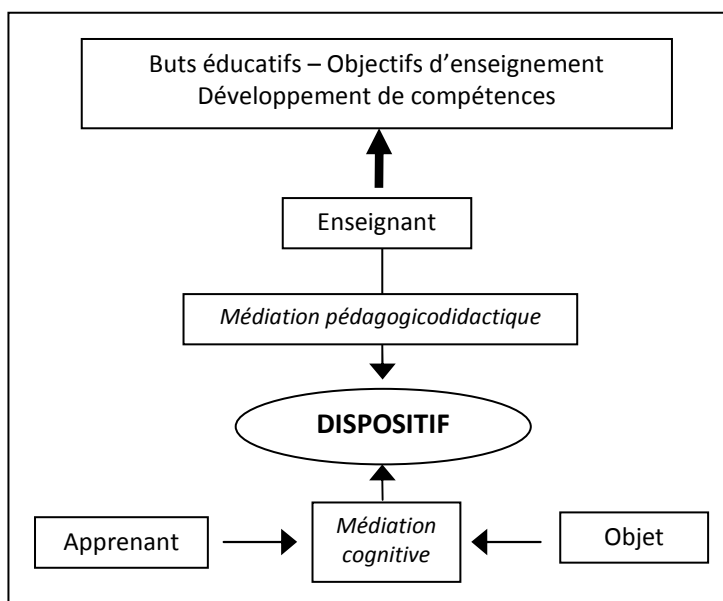 Buts éducatifs – Objectifs d’enseignement
Développement de compétences
Enseignant
Médiation pédagogicodidactique
DISPOSITIF
Apprenant
Médiation
cognitive
Objet